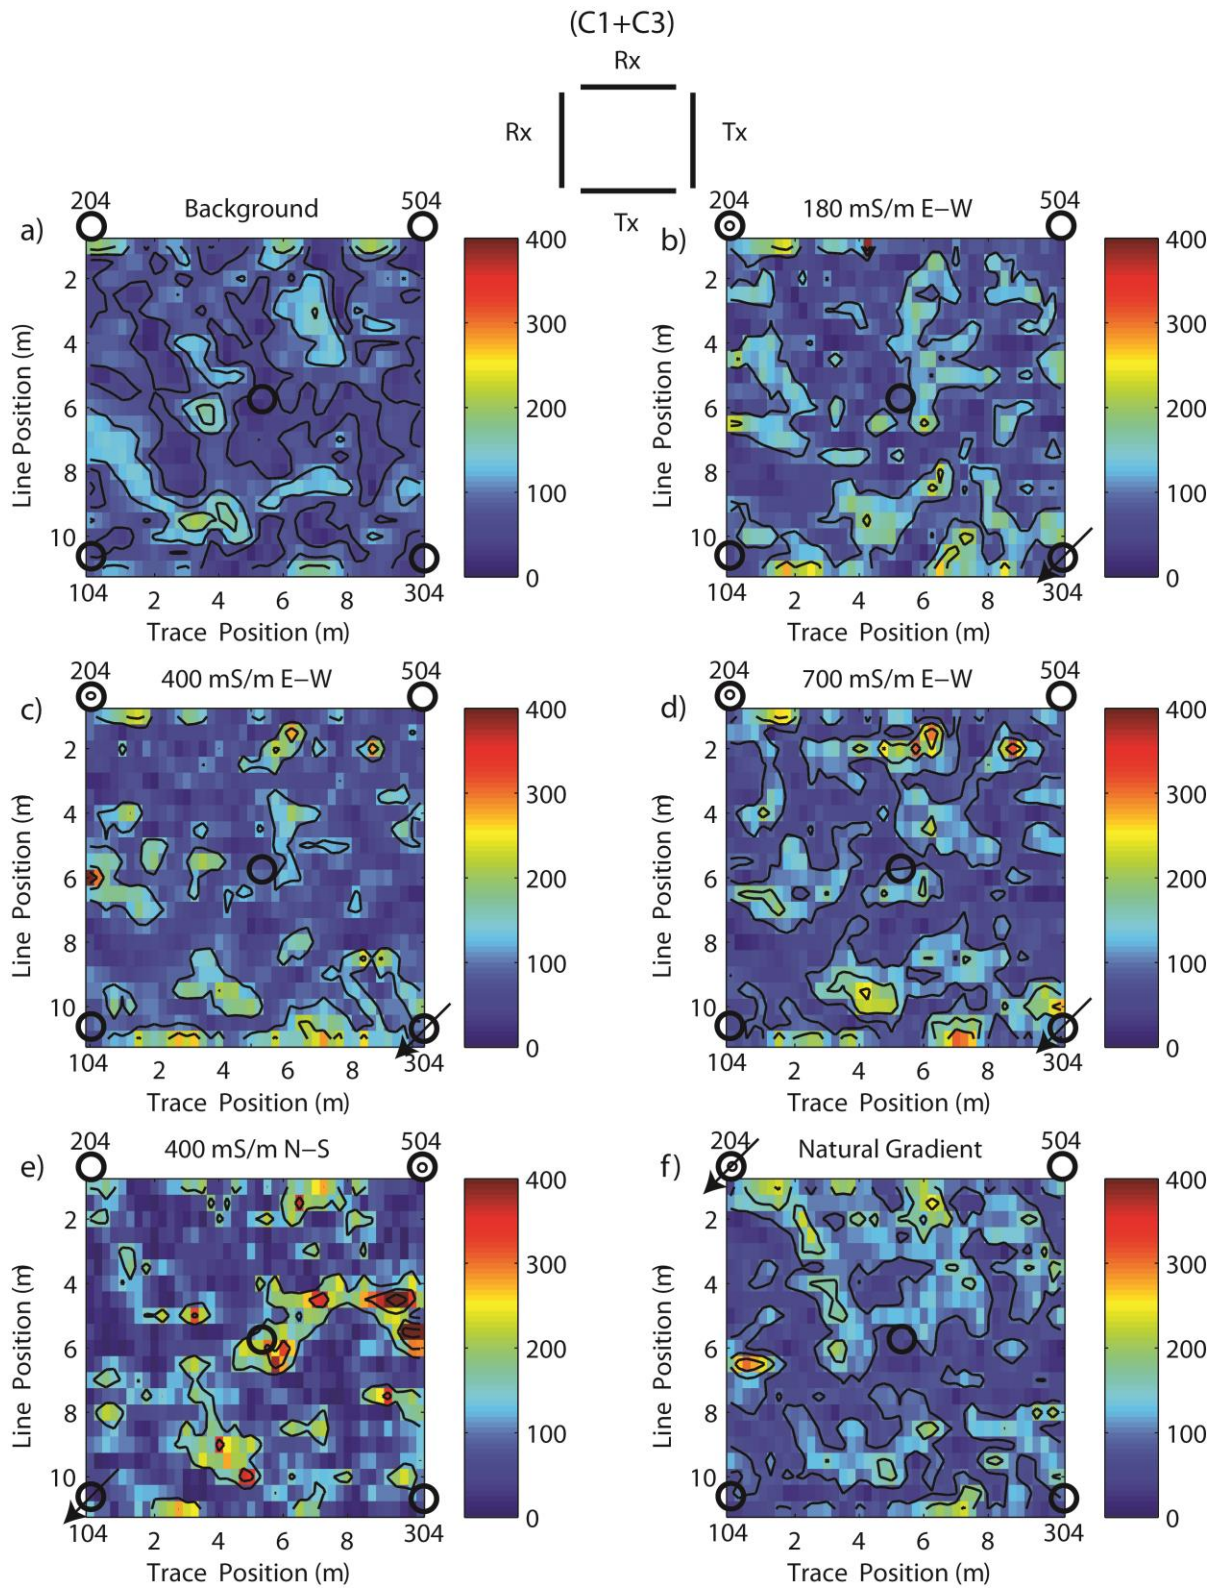 (C1+C3)
Rx
Rx Tx
Tx
a) 204 Background 504
400
300
200
100
0
2
4
6
8
10
Line Position (m)
104 2 4 6 8 304
Trace Position (m)
b) 204 180 mS/m E–W 504
400
300
200
100
0
2
4
6
8
10
Line Position (m)
104 2 4 6 8 304
Trace Position (m)
c) 204 400 mS/m E–W 504
400
300
200
100
0
2
4
6
8
10
Line Position (m)
104 2 4 6 8 304
Trace Position (m)
d) 204 700 mS/m E–W 504
400
300
200
100
0
2
4
6
8
10
Line Position (m)
104 2 4 6 8 304
Trace Position (m)
e) 204 400 mS/m N–S 504
400
300
200
100
0
2
4
6
8
10
Line Position (m)
104 2 4 6 8 304
Trace Position (m)
f) 204 Natural Gradient 504
400
300
200
100
0
2
4
6
8
10
Line Position (m)
104 2 4 6 8 304
Trace Position (m)